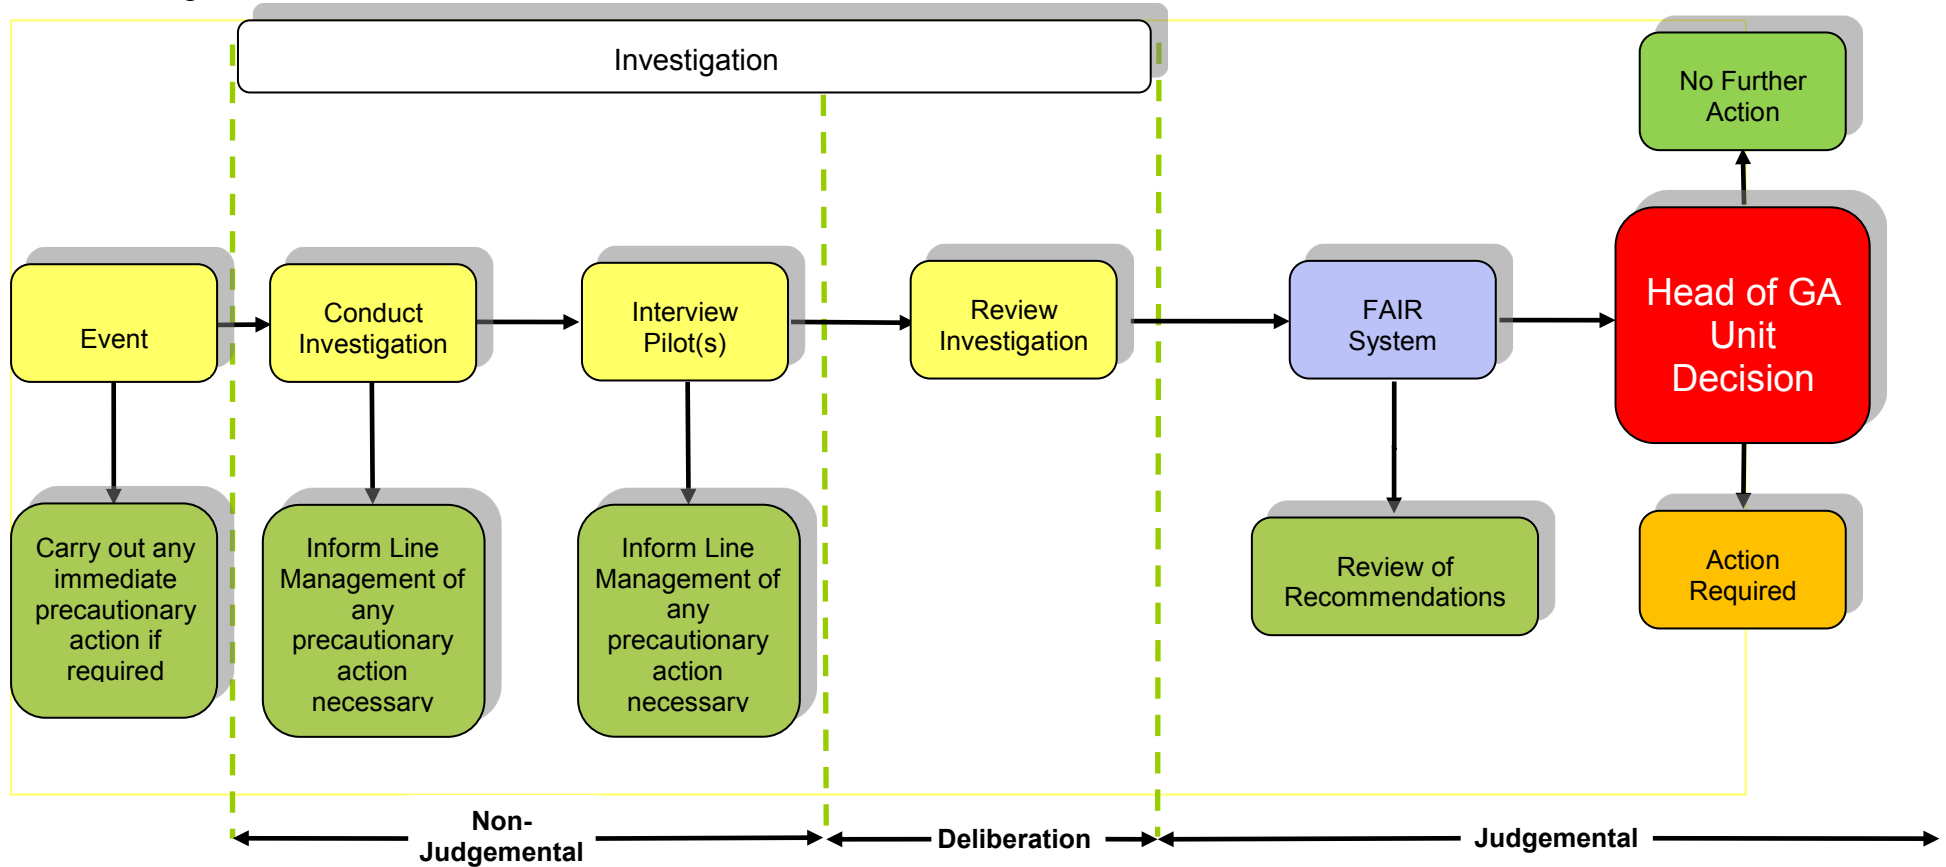 Investigation
No Further
Action
Event
Conduct
Investigation
Interview
Pilot(s)
Review
Investigation
FAIR
System
Head of GA
Unit
Decision
Carry out any
immediate
precautionary
action if
required
Inform Line
Management of
any
precautionary
action
necessary
Inform Line
Management of
any
precautionary
action
necessary
Review of
Recommendations
Action
Required
Non-
Judgemental
Deliberation
Judgemental